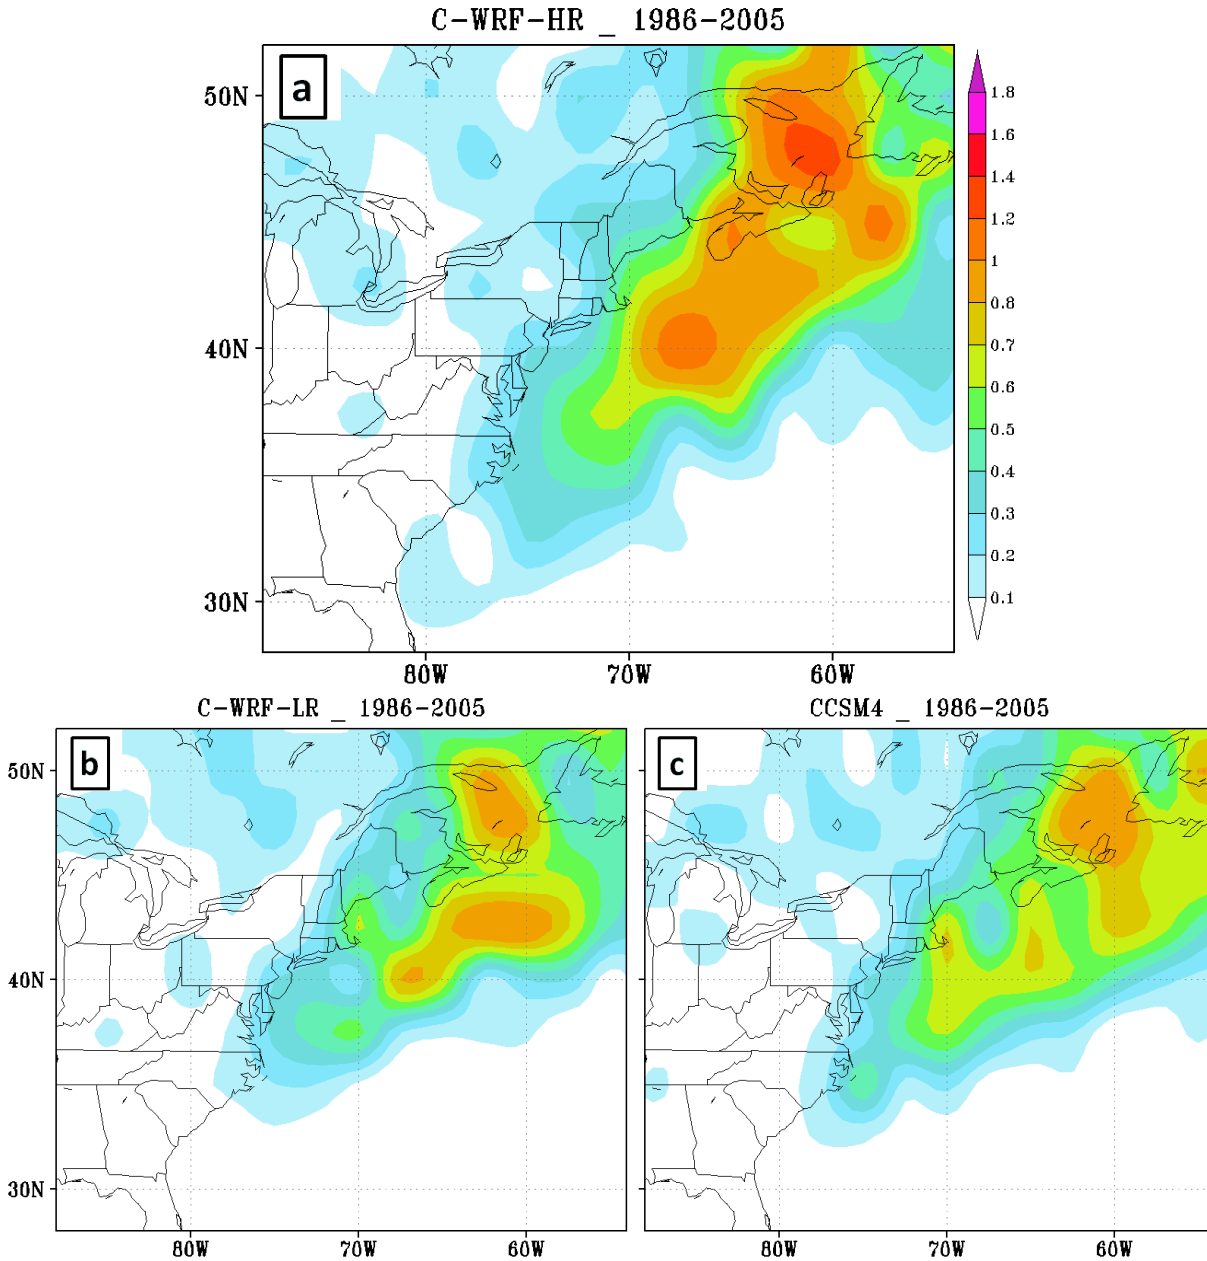 C-WRF-HR _ 1986-2005
a
50N
40N
30N
80W
70W
60W
1.8
1.6
1.4
1.2
1
0.8
0.7
0.6
0.5
0.4
0.3
0.2
0.1
C-WRF-LR _ 1986-2005
b
50N
40N
30N
80W
70W
60W
CCSM4 _ 1986-2005
c
80W
70W
60W